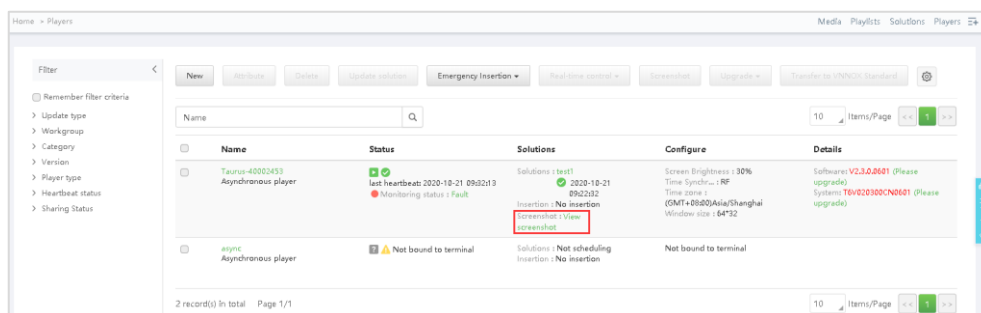 Home > Players
Media Playlists Solutions Players
Filter
Remember filter criteria
Update type
Workgroup
Category
Version
Player type
Heartbeat status
Sharing Status
New Attribute Delete Update solution Emergency Insertion Real-time control Screenshot Upgrade Transfer to VNNOX Standard
Name
10 Items/Page << 1 >>
Name Status Solutions Configure Details
Taurus-40002453
Asynchronous player
last heartbeat: 2020-10-21 09:32:13
Monitoring status : Fault
Solutions : test1
2020-10-21
09:22:32
Insertion : No insertion
Screenshot : View
screenshot
Screen Brightness : 30%
Time Synchr... : RF
Time zone :
(GMT+08:00)Asia/Shanghai
Window size : 64*32
Software: V2.3.0.0601 (Please
upgrade)
System: T6V020300CN0601 (Please
upgrade)
async
Asynchronous player
? Not bound to terminal
Solutions : Not scheduling
Insertion : No insertion
Not bound to terminal
2 record(s) in total Page 1/1
10 Items/Page << 1 >>